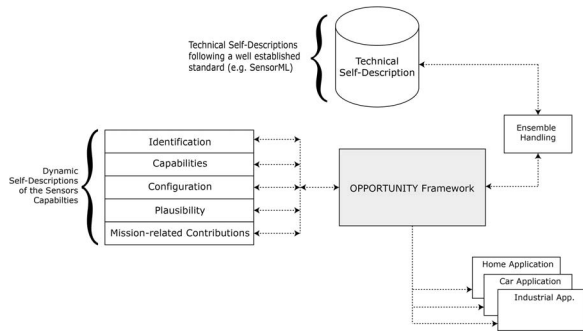 Technical Self-Descriptions
following a well established
standard (e.g. SensorML)
Technical
Self-Description
Ensemble
Handling
Dynamic
Self-Descriptions
of the Sensors
Capabilties
Identification
Capabilities
Configuration
Plausibility
Mission-related Contributions
OPPORTUNITY Framework
Home Application
Car Application
Industrial App.